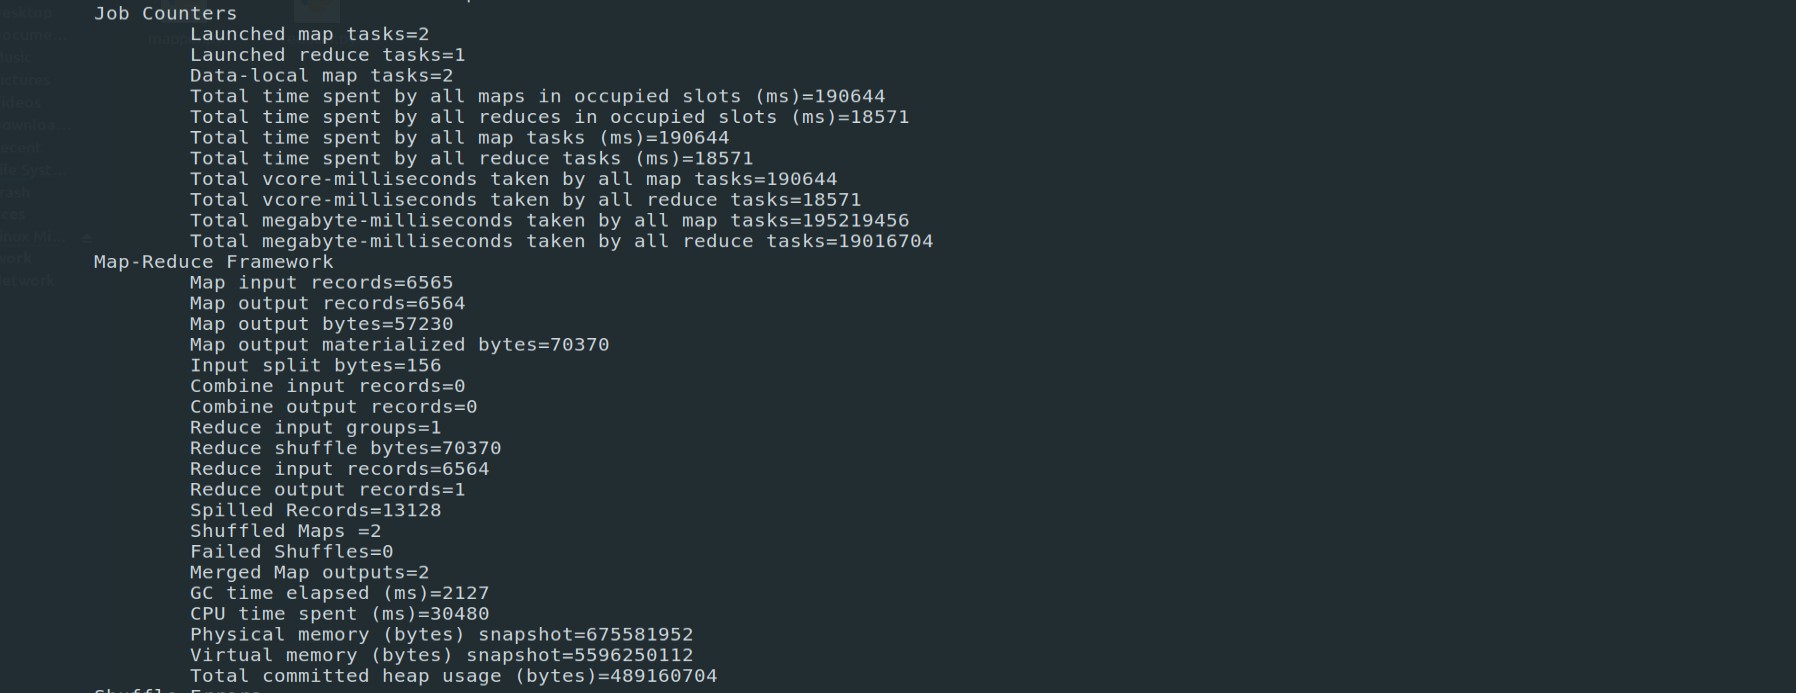 Job Counters
Launched map tasks=2
Launched reduce tasks=1
Data-local map tasks=2
Total time spent by all maps in occupied slots (ms)=190644
Total time spent by all reduces in occupied slots (ms)=18571
Total time spent by all map tasks (ms)=190644
Total time spent by all reduce tasks (ms)=18571
Total vcore-milliseconds taken by all map tasks=190644
Total vcore-milliseconds taken by all reduce tasks=18571
Total megabyte-milliseconds taken by all map tasks=195219456
Total megabyte-milliseconds taken by all reduce tasks=19016704
Map-Reduce Framework
Map input records=6565
Map output records=6564
Map output bytes=57230
Map output materialized bytes=70370
Input split bytes=156
Combine input records=0
Combine output records=0
Reduce input groups=1
Reduce shuffle bytes=70370
Reduce input records=6564
Reduce output records=1
Spilled Records=13128
Shuffled Maps =2
Failed Shuffles=0
Merged Map outputs=2
GC time elapsed (ms)=2127
CPU time spent (ms)=30480
Physical memory (bytes) snapshot=675581952
Virtual memory (bytes) snapshot=5596250112
Total committed heap usage (bytes)=489160704